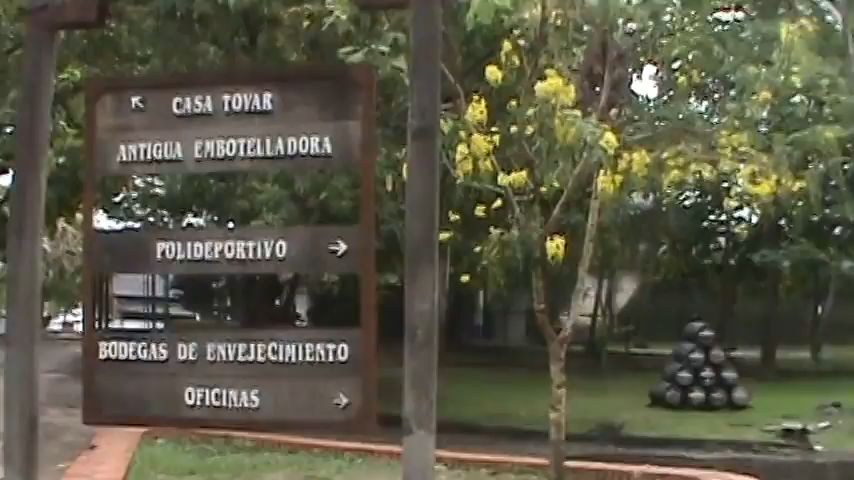 CASA TOVAR
ANTIGUA EMBOTELLADORA
POLIDEPORTIVO
BODEGAS DE ENVEJECIMIENTO
OFICINAS